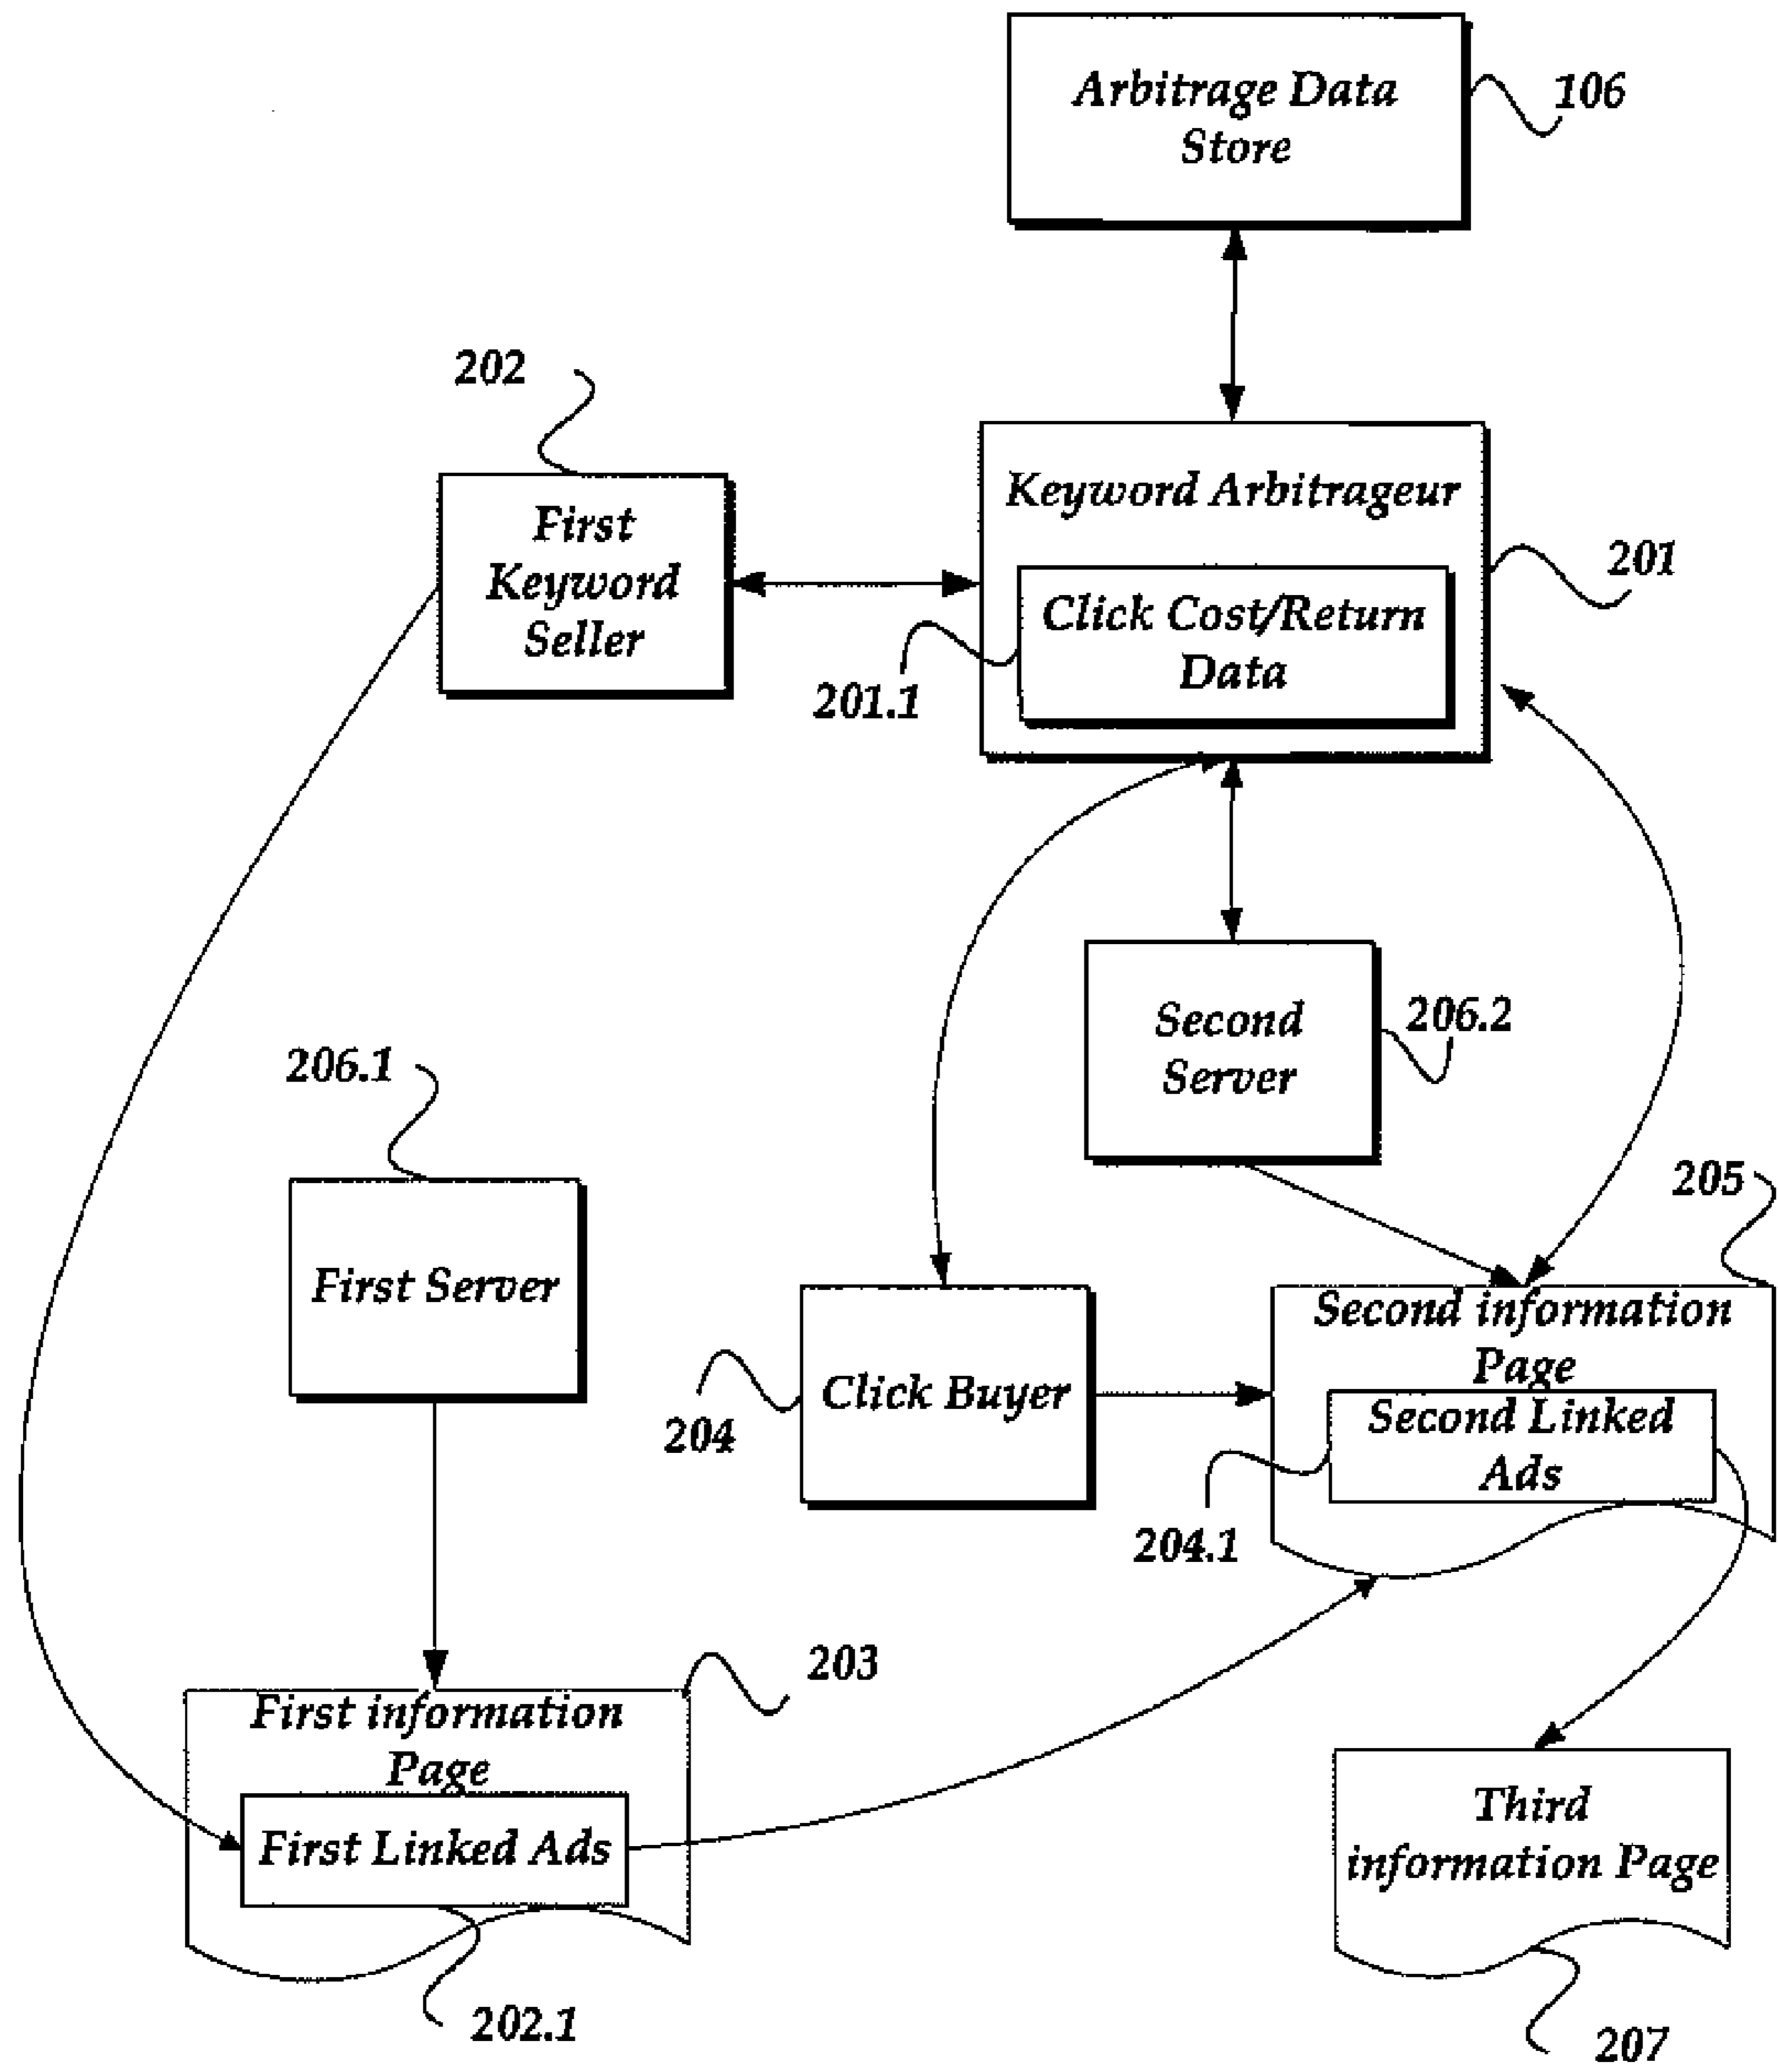 Arbitrage Data
Store
106
202
First
Keyword
Seller
Keyword Arbitrageur
201
Click Cost/Return
Data
201.1
Second
Server
206.2
206.1
First Server
205
Second information
Page
Second Linked
Ads
204.1
Click Buyer
204
203
First information
Page
First Linked Ads
202.1
Third
information Page
207